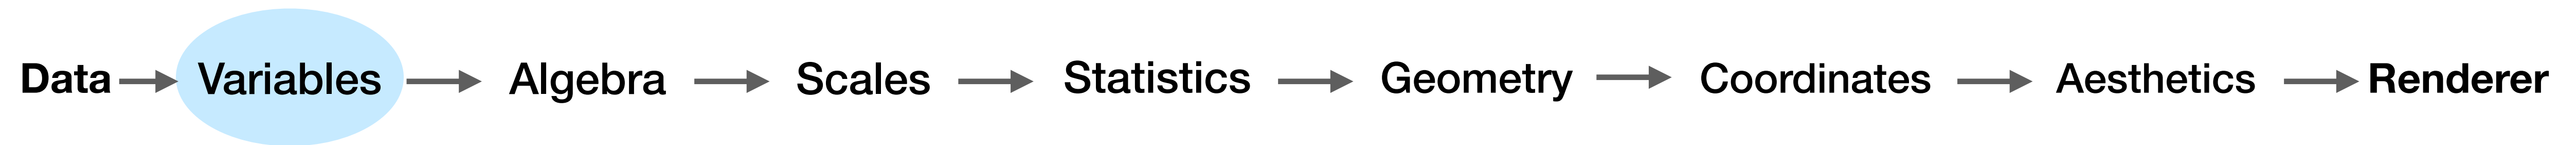 Data Variables Algebra Scales Statistics Geometry Coordinates Aesthetics Renderer